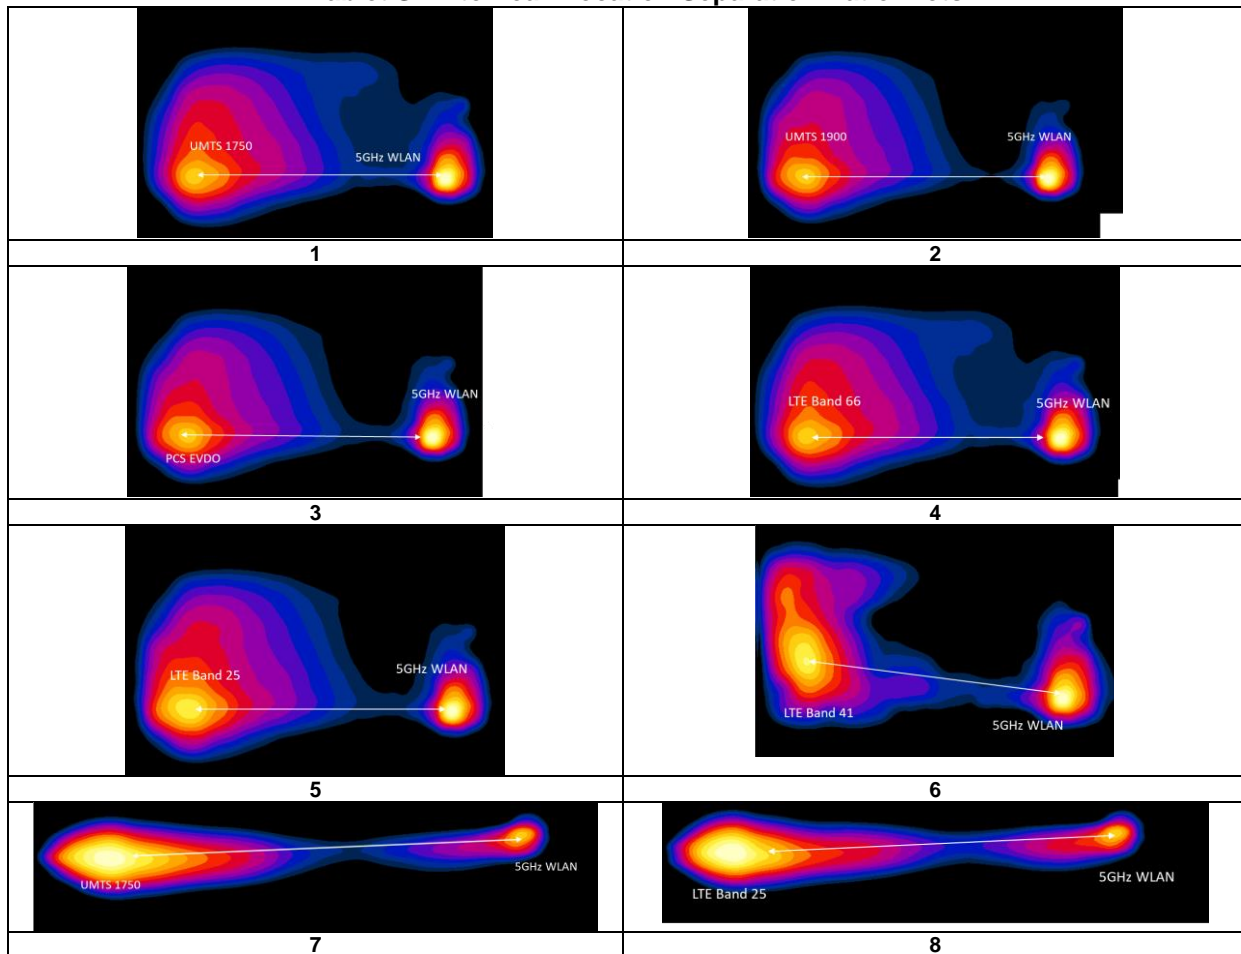 UMTS 1750
5GHz WLAN
UMTS 1900
5GHz WLAN
1
2
5GHz WLAN
PCS EVDO
LTE Band 66
5GHz WLAN
3
4
LTE Band 25
5GHz WLAN
LTE Band 41
5GHz WLAN
5
6
UMTS 1750
5GHz WLAN
LTE Band 25
5GHz WLAN
7
8